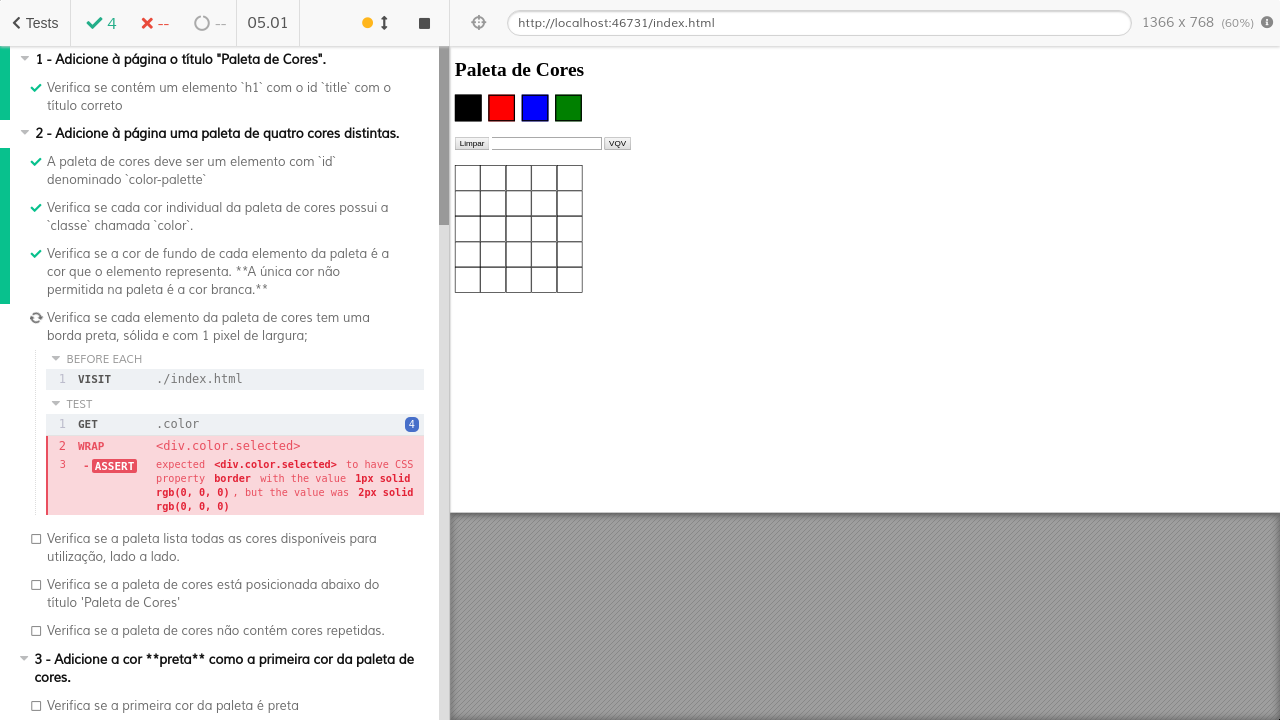 Tests
4
--
--
05.01
http://localhost:46731/index.html
1366 x 768 (60%)
1 - Adicione à página o título "Paleta de Cores".
Verifica se contém um elemento `h1` com o id `title` com o
título correto
2 - Adicione à página uma paleta de quatro cores distintas.
A paleta de cores deve ser um elemento com `id`
denominado `color-palette`
Verifica se cada cor individual da paleta de cores possui a
`classe` chamada `color`.
Verifica se a cor de fundo de cada elemento da paleta é a
cor que o elemento representa. **A única cor não
permitida na paleta é a cor branca.**
Verifica se cada elemento da paleta de cores tem uma
borda preta, sólida e com 1 pixel de largura;
BEFORE EACH
1 VISIT ./index.html
TEST
1 GET .color 4
2 WRAP <div.color.selected>
3 -ASSERT expected <div.color.selected> to have CSS
property border with the value 1px solid
rgb(0, 0, 0), but the value was 2px solid
rgb(0, 0, 0)
Verifica se a paleta lista todas as cores disponíveis para
utilização, lado a lado.
Verifica se a paleta de cores está posicionada abaixo do
título 'Paleta de Cores'
Verifica se a paleta de cores não contém cores repetidas.
3 - Adicione a cor **preta** como a primeira cor da paleta de
cores.
Verifica se a primeira cor da paleta é preta
Paleta de Cores
Limpar
VQV